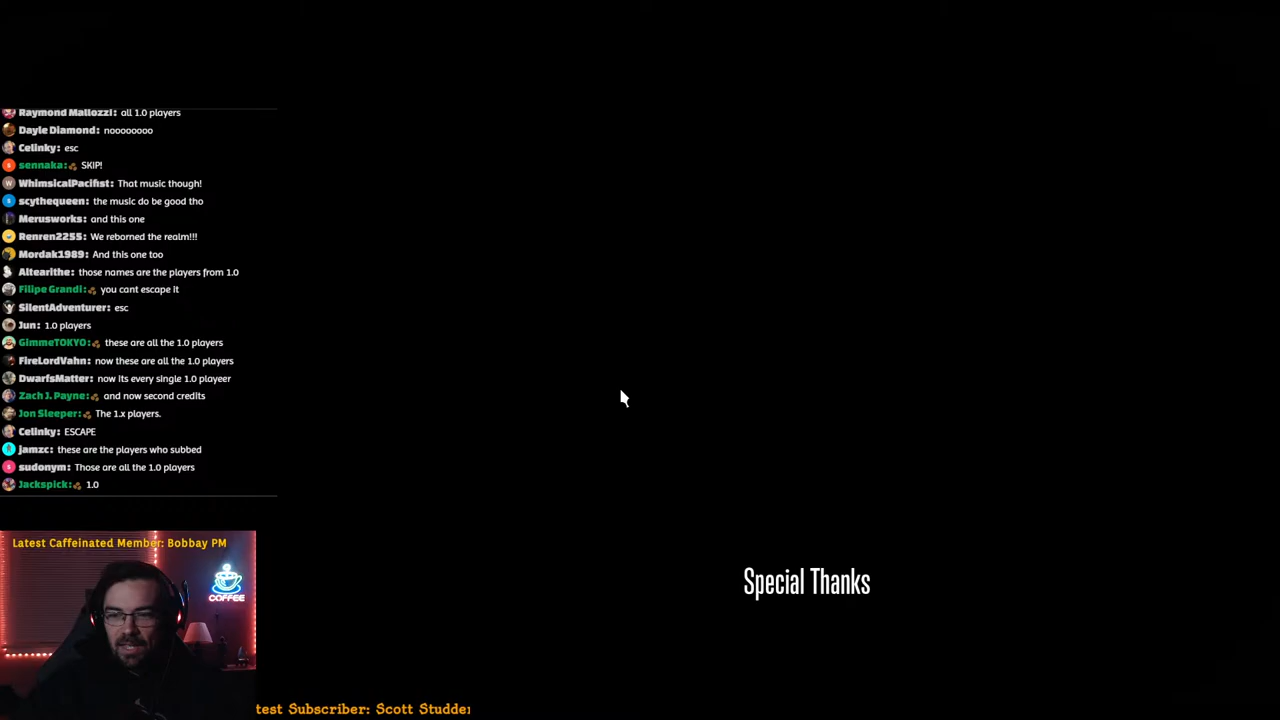 Raymond Mallozzi: all 1.0 players
Dayle Diamond: noooooooo
Celinky: esc
sennaka: SKIP!
WhimsicalPacifist: That music though!
scythequeen: the music do be good tho
Merusworks: and this one
Renren2255: We reborned the realm!!!
Mordak1989: And this one too
Altearithe: those names are the players from 1.0
Filipe Grandi: you cant escape it
SilentAdventurer: esc
Jun: 1.0 players
GimmeTOKYO: these are all the 1.0 players
FireLordVahn: now these are all the 1.0 players
DwarfsMatter: now its every single 1.0 playeer
Zach J. Payne: and now second credits
Jon Sleeper: The 1.x players.
Celinky: ESCAPE
jamzc: these are the players who subbed
sudonym: Those are all the 1.0 players
Jackspick: 1.0
Latest Caffeinated Member: Bobbay PM
COFFEE
Special Thanks
test Subscriber: Scott Studder